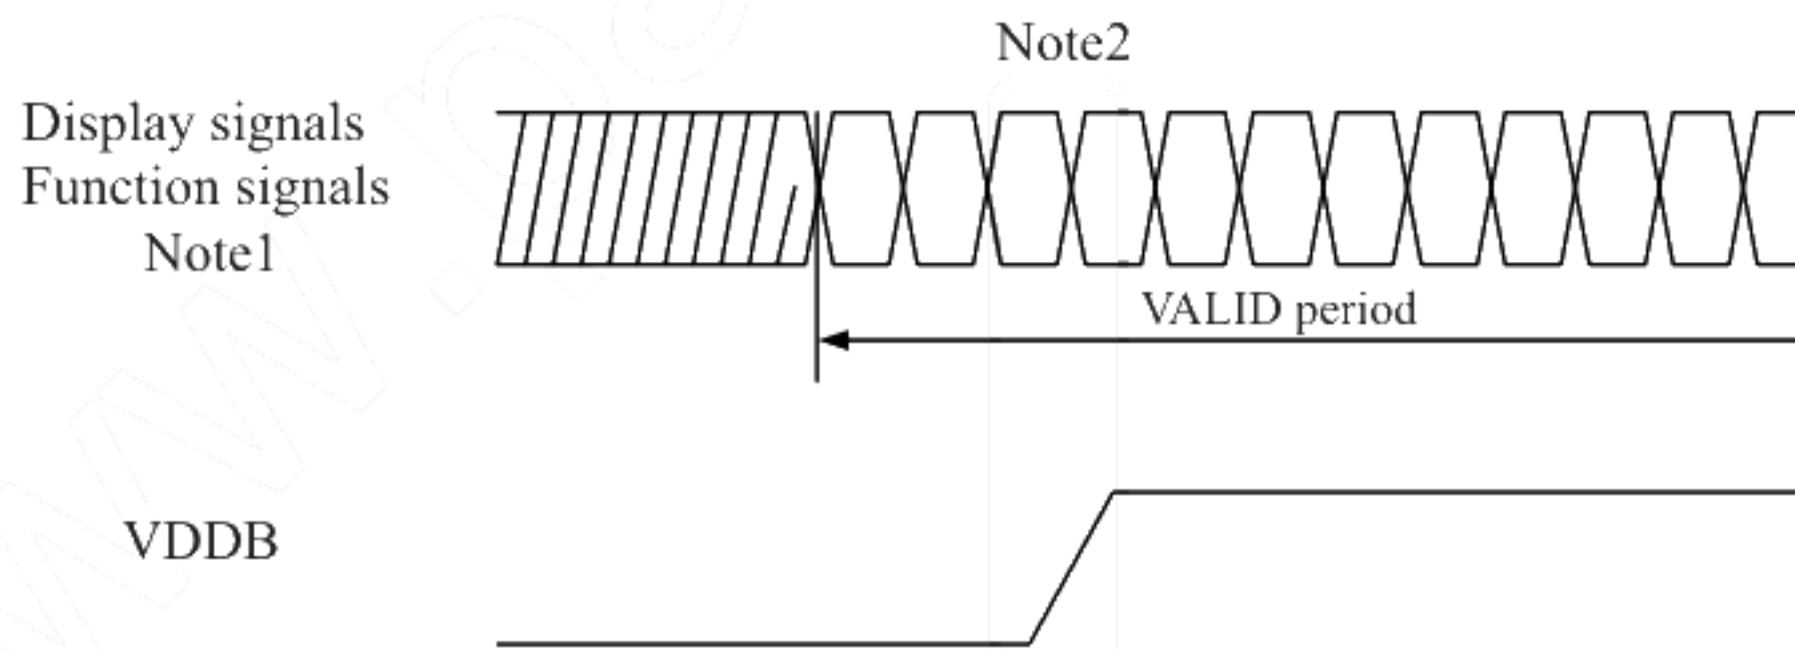 Note2
Display signals
Function signals
Note1
VALID period
VDDB